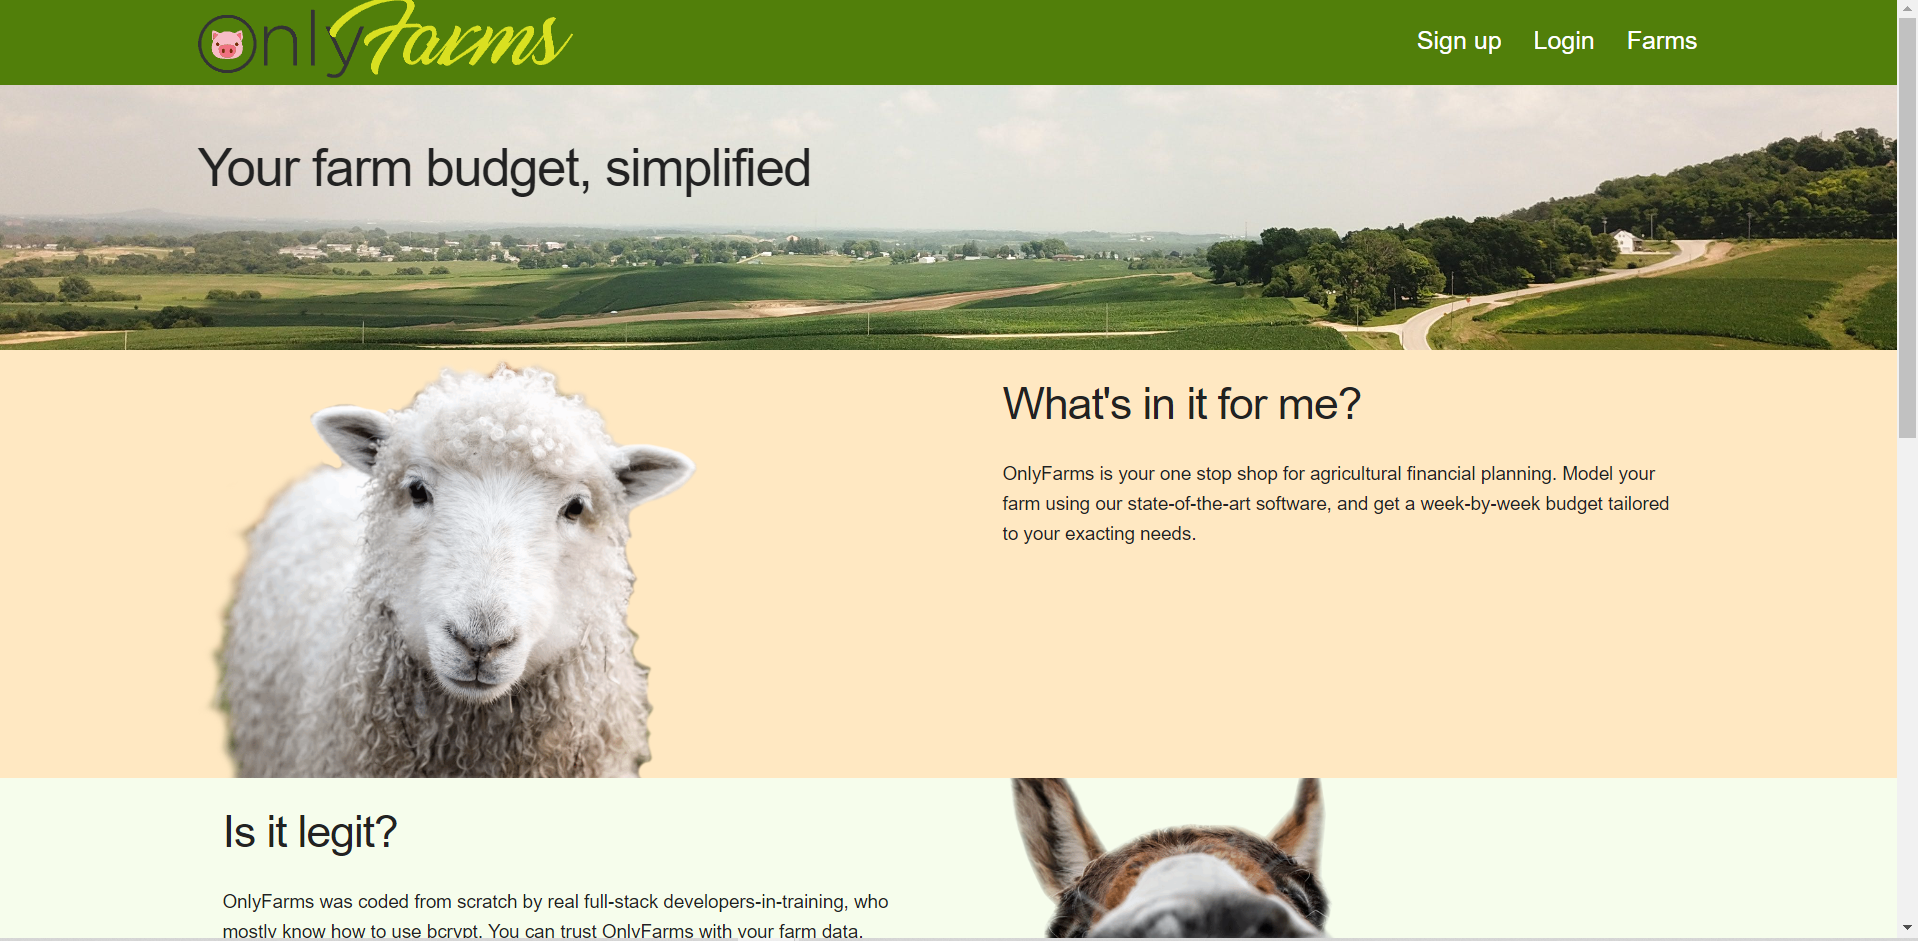 OnlyFarms
Sign up Login Farms
Your farm budget, simplified
What's in it for me?
OnlyFarms is your one stop shop for agricultural financial planning. Model your
farm using our state-of-the-art software, and get a week-by-week budget tailored
to your exacting needs.
Is it legit?
OnlyFarms was coded from scratch by real full-stack developers-in-training, who
mostly know how to use bcrypt. You can trust OnlyFarms with your farm data.